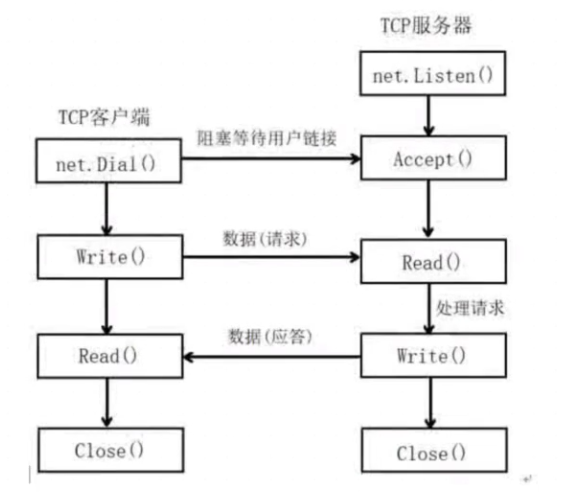 TCP服务器
net.Listen()
TCP客户端
阻塞等待用户链接
net.Dial()
Accept()
数据(请求)
Write()
Read()
处理请求
数据(应答)
Read()
Write()
Close()
Close()